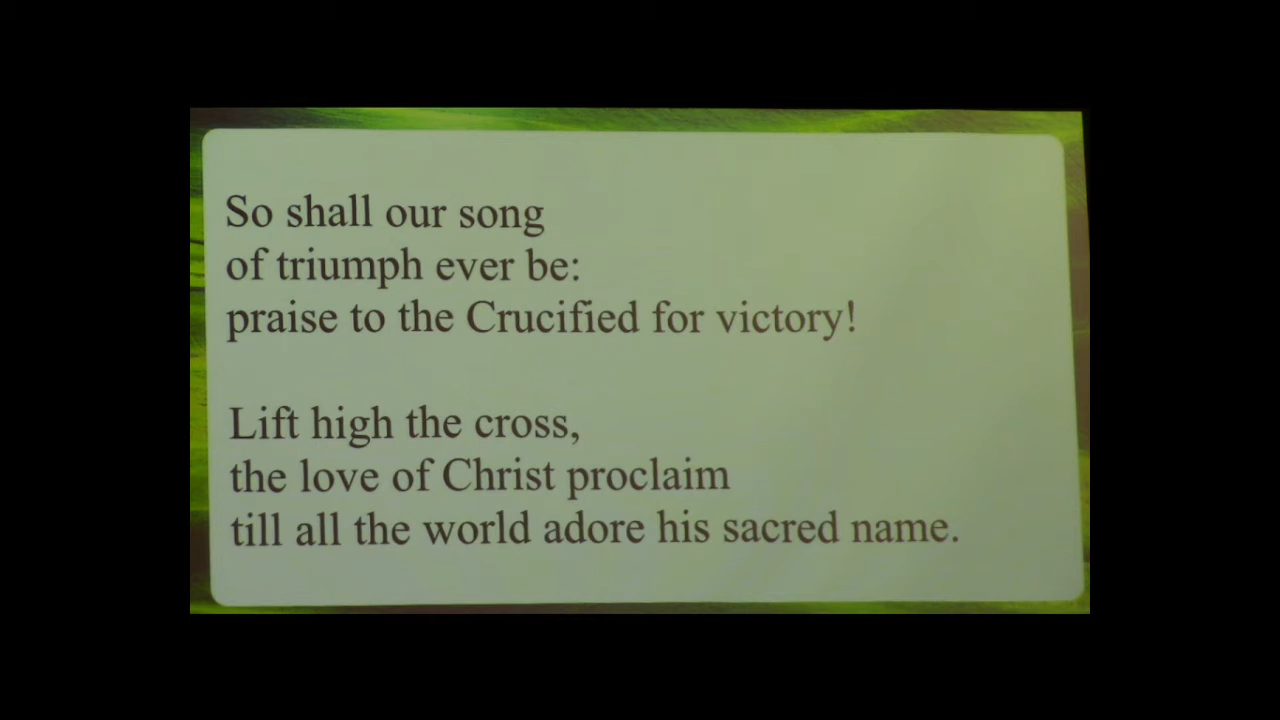 So shall our song
of triumph ever be:
praise to the Crucified for victory!
Lift high the cross,
the love of Christ proclaim
till all the world adore his sacred name.